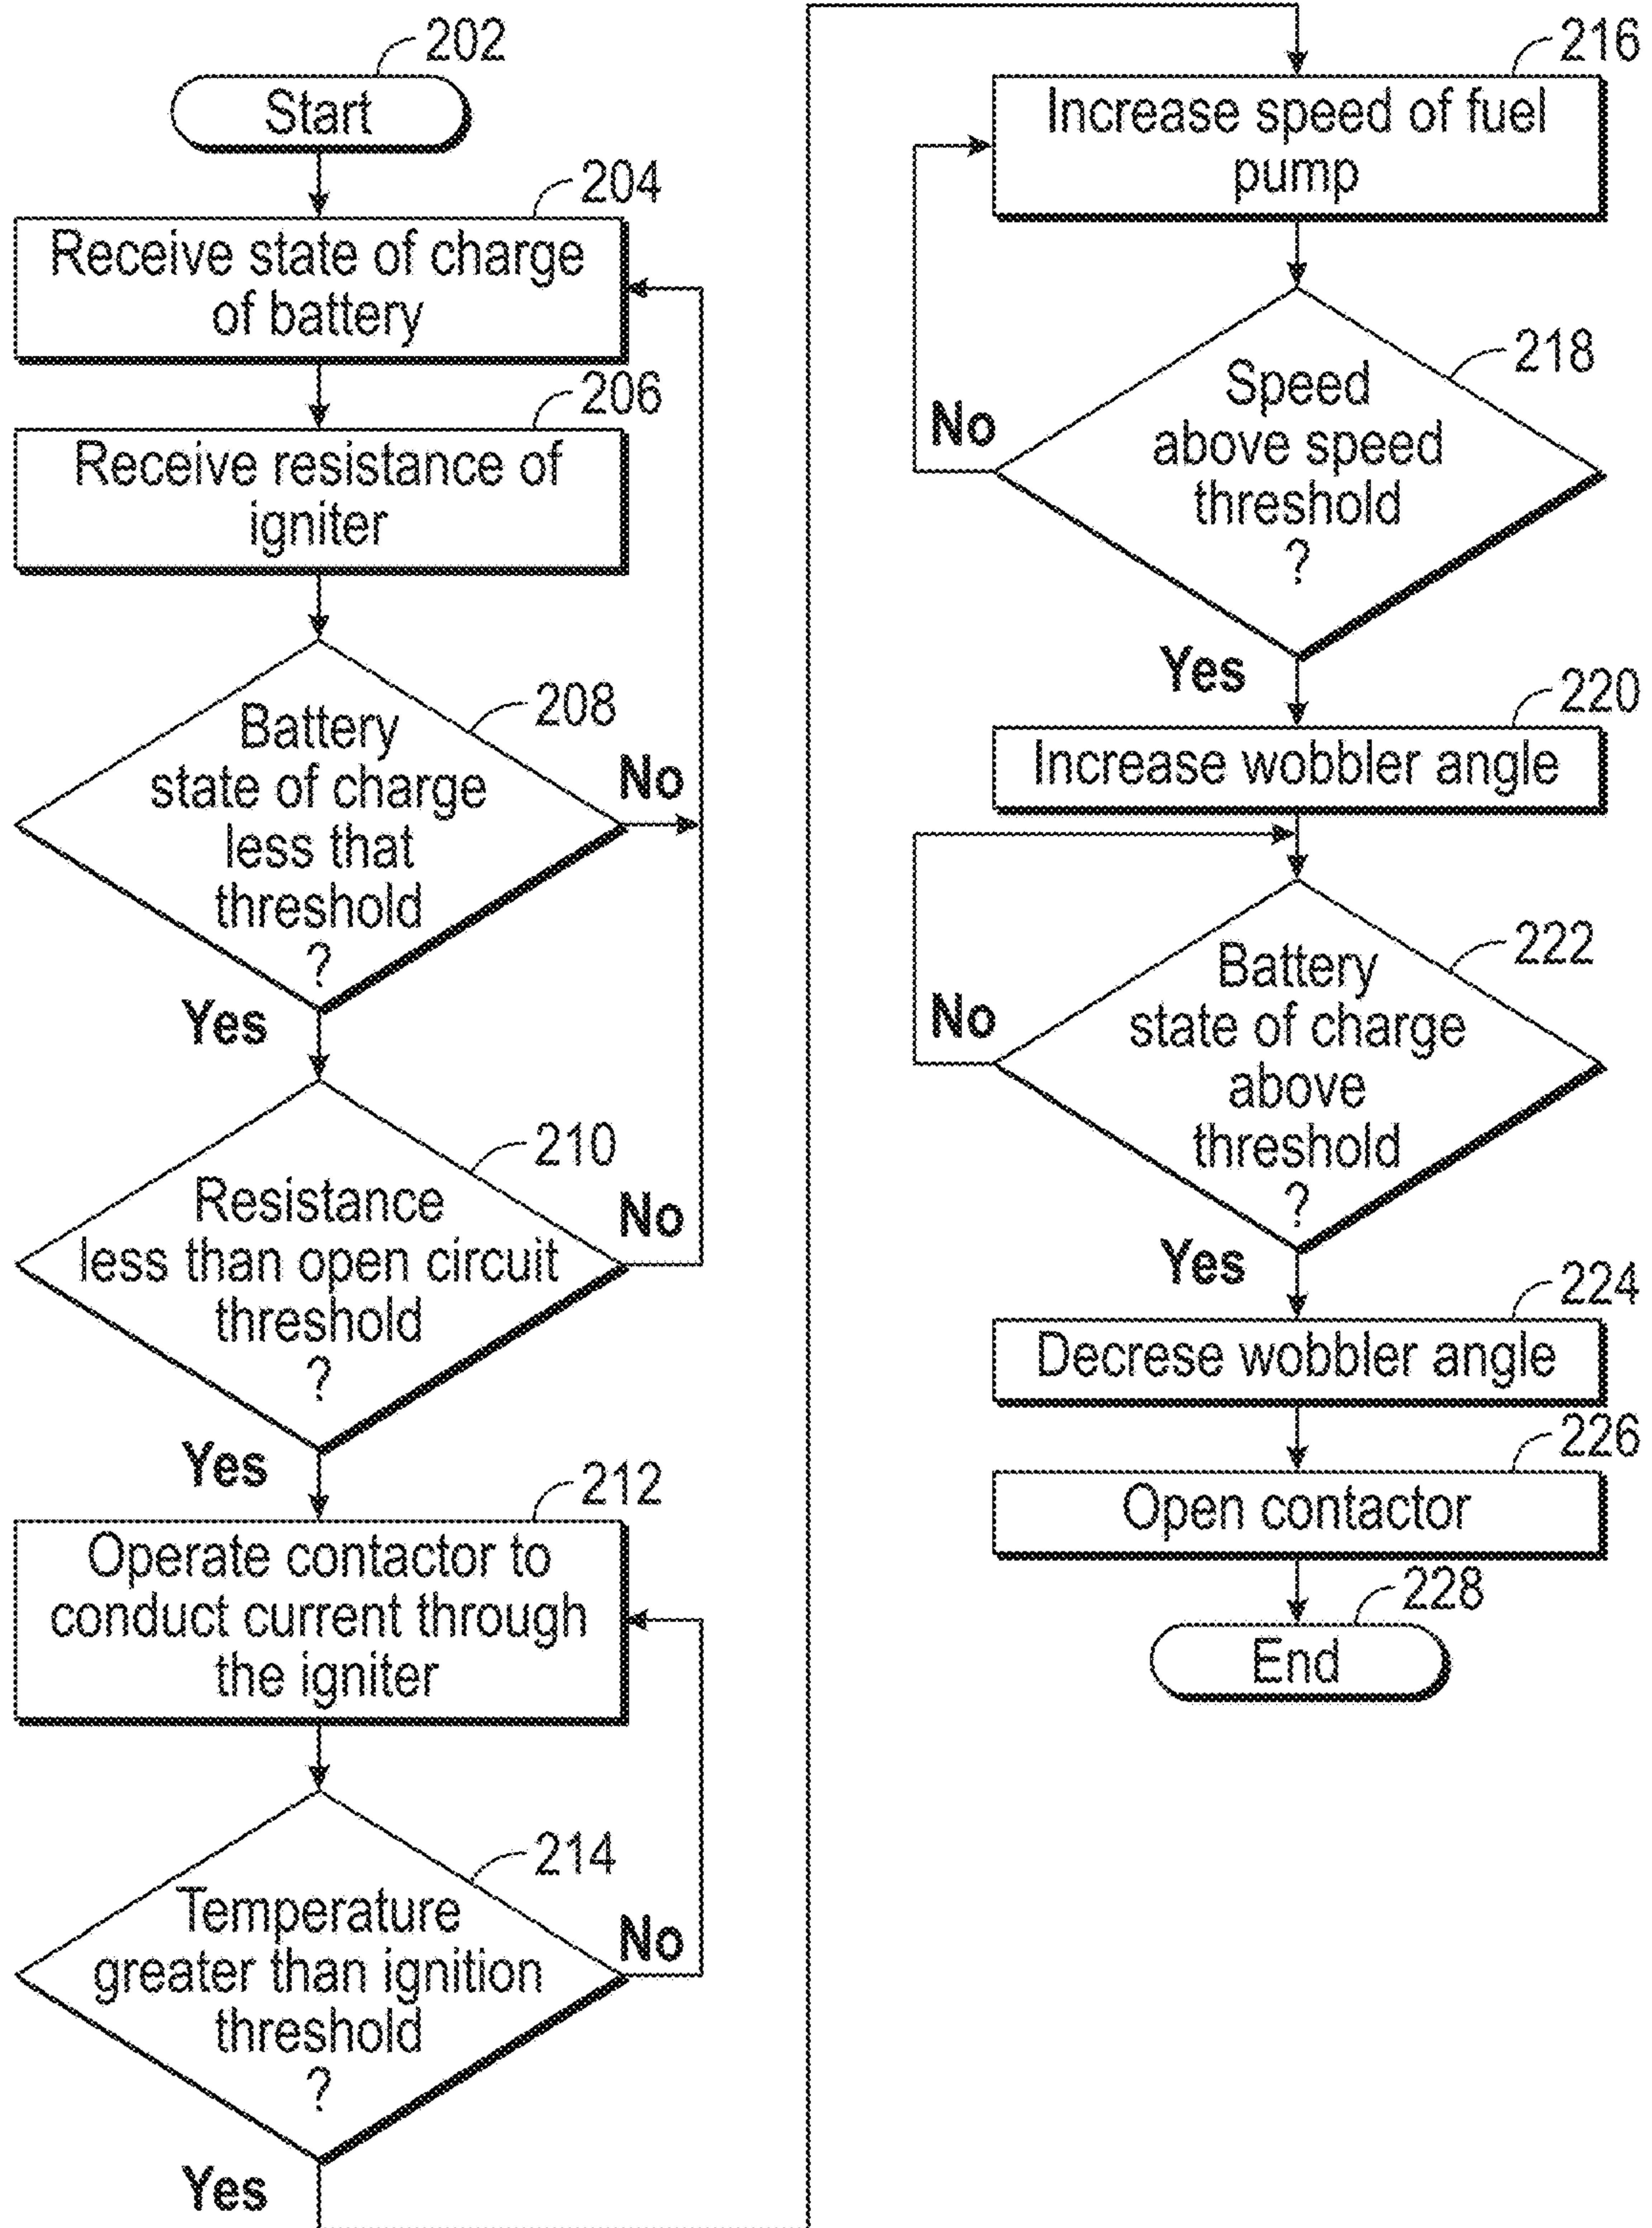 202
Start
204
Receive state of charge
of battery
206
Receive resistance of
igniter
208
Battery
state of charge
less that
threshold
?
No
Yes
210
Resistance
less than open circuit
threshold
?
No
Yes
212
Operate contactor to
conduct current through
the igniter
214
Temperature
greater than ignition
threshold
?
No
Yes
216
Increase speed of fuel
pump
218
Speed
above speed
threshold
?
No
Yes
220
Increase wobbler angle
222
Battery
state of charge
above
threshold
?
No
Yes
224
Decrese wobbler angle
226
Open contactor
228
End